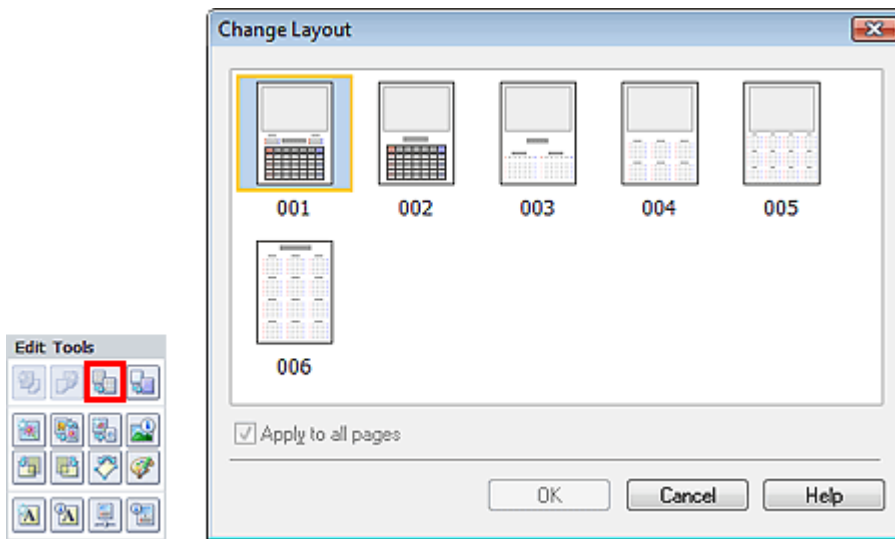 Change Layout
001 002 003 004 005
006
Edit Tools
Apply to all pages
OK Cancel Help